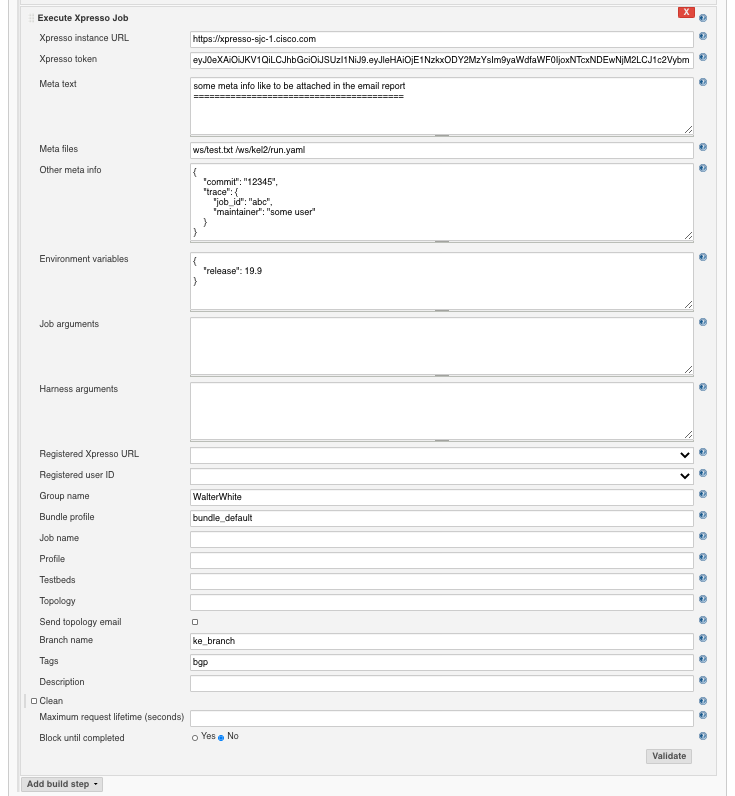 Execute Xpresso Job
X
Xpresso instance URL
https://xpresso-sjc-1.cisco.com
Xpresso token
eyJ0eXAiOiJKV1QiLCJhbGciOiJSUzI1NiJ9.eyJleHAiOjE1NzkxODY2MzYsIm9yaWdfaWF0IjoxNTcxNDEwNjM2LCJ1c2Vybm
Meta text
some meta info like to be attached in the email report
=========================================
Meta files
ws/test.txt /ws/kel2/run.yaml
Other meta info
{
"commit": "12345",
"trace": {
"job_id": "abc",
"maintainer": "some user"
}
}
Environment variables
{
"release": 19.9
}
Job arguments
Harness arguments
Registered Xpresso URL
Registered user ID
Group name
WalterWhite
Bundle profile
bundle_default
Job name
Profile
Testbeds
Topology
Send topology email
Branch name
ke_branch
Tags
bgp
Description
Clean
Maximum request lifetime (seconds)
Block until completed
Yes No
Validate
Add build step